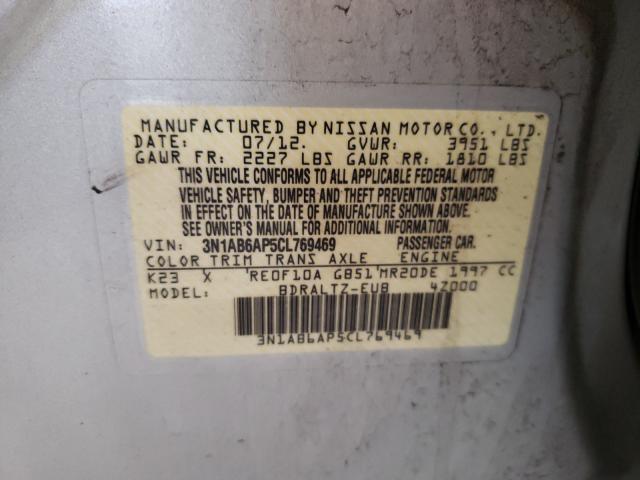 MANUFACTURED BY NISSAN MOTOR CO., LTD.
DATE: 07/12. GVWR: 3951 LBS
GAWR FR: 2227 LBS GAWR RR: 1810 LBS
THIS VEHICLE CONFORMS TO ALL APPLICABLE FEDERAL MOTOR
VEHICLE SAFETY, BUMPER AND THEFT PREVENTION STANDARDS
IN EFFECT ON THE DATE OF MANUFACTURE SHOWN ABOVE.
SEE OWNER'S MANUAL FOR ADDITIONAL INFORMATION.
VIN: 3N1AB6AP5CL769469 PASSENGER CAR.
COLOR TRIM TRANS AXLE ENGINE
K23 X RE0F10A GB51 MR20DE 1997 CC
MODEL: BDRALTZ-EUB 4Z000
3N1AB6AP5CL769469